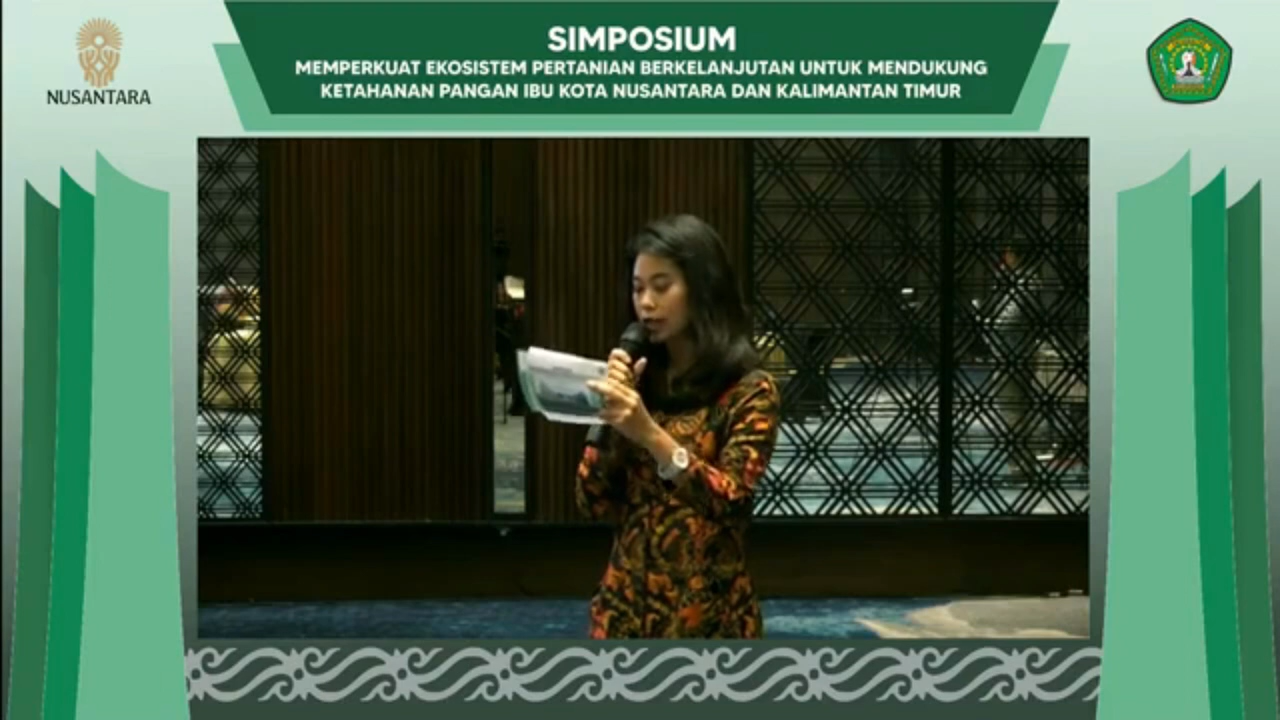 SIMPOSIUM
MEMPERKUAT EKOSISTEM PERTANIAN BERKELANJUTAN UNTUK MENDUKUNG
KETAHANAN PANGAN IBU KOTA NUSANTARA DAN KALIMANTAN TIMUR
NUSANTARA